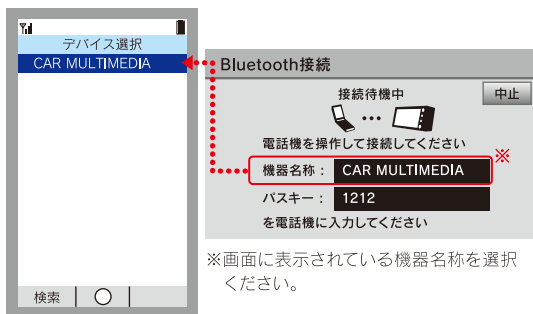 デバイス選択
CAR MULTIMEDIA
検索
Bluetooth接続
接続待機中
中止
電話機を操作して接続してください
機器名称： CAR MULTIMEDIA
※
パスキー： 1212
を電話機に入力してください
※画面に表示されている機器名称を選択
ください。